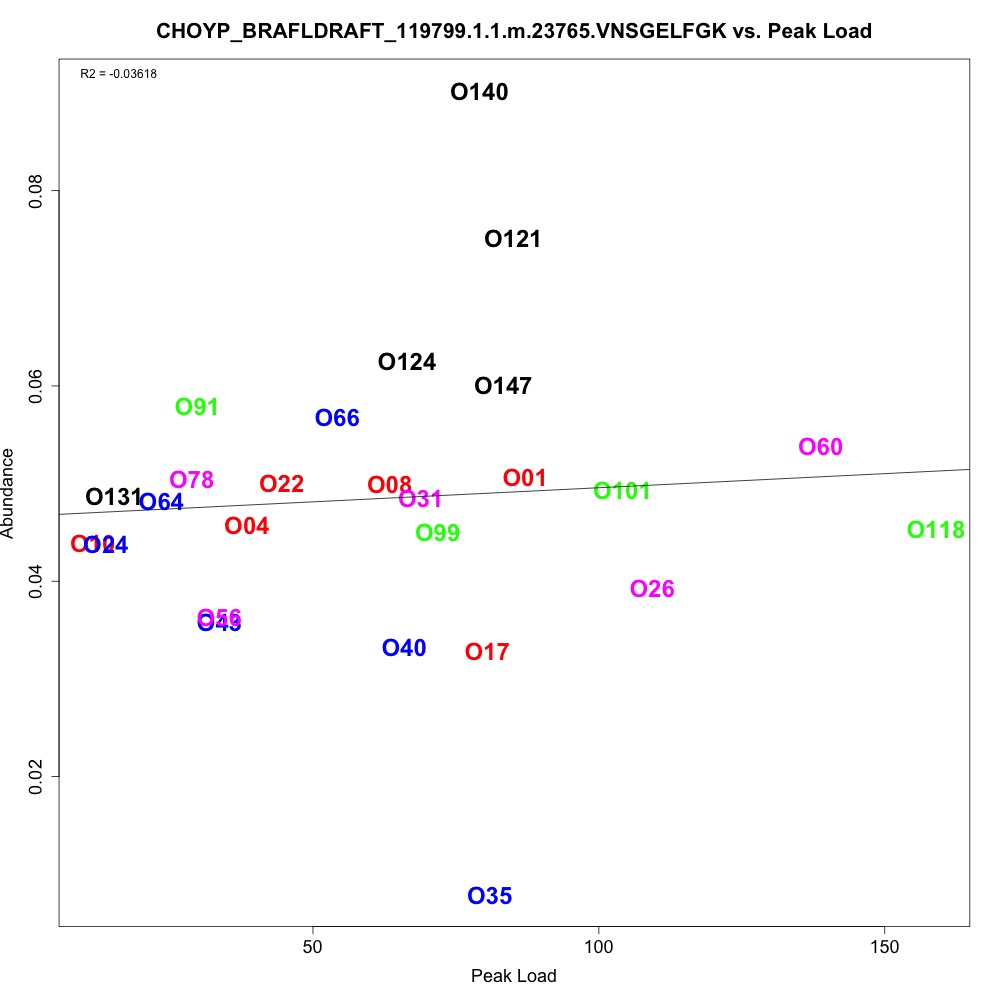 CHOYP_BRAFLDRAFT_119799.1.1.m.23765.VNSGELFGK vs. Peak Load
R2 = -0.03618
O140
0.08
O121
O124
0.06
O147
O91
O66
O60
O78
O22
O08
O01
O131
O64
O31
O101
Abundance
O04
O99
O118
O24
0.04
O26
O56
O40
O17
0.02
O35
50
100
150
Peak Load